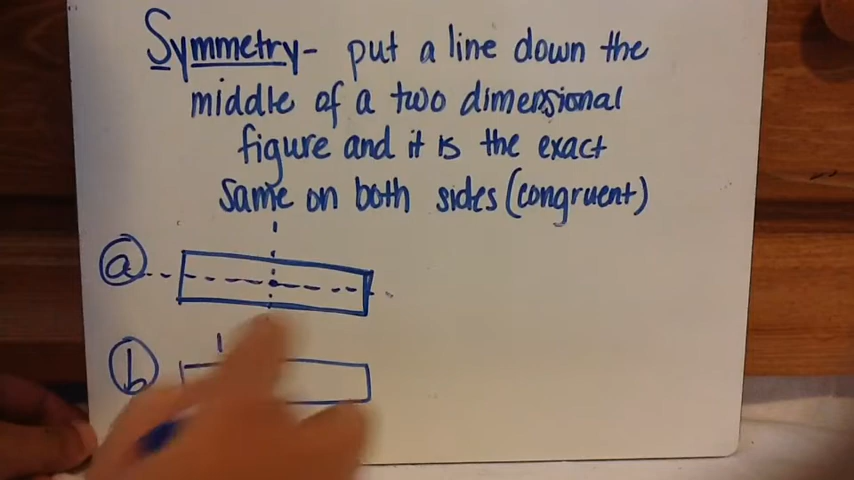 Symmetry- put a line down the
middle of a two dimensional
figure and it is the exact
same on both sides (congruent)
a
b